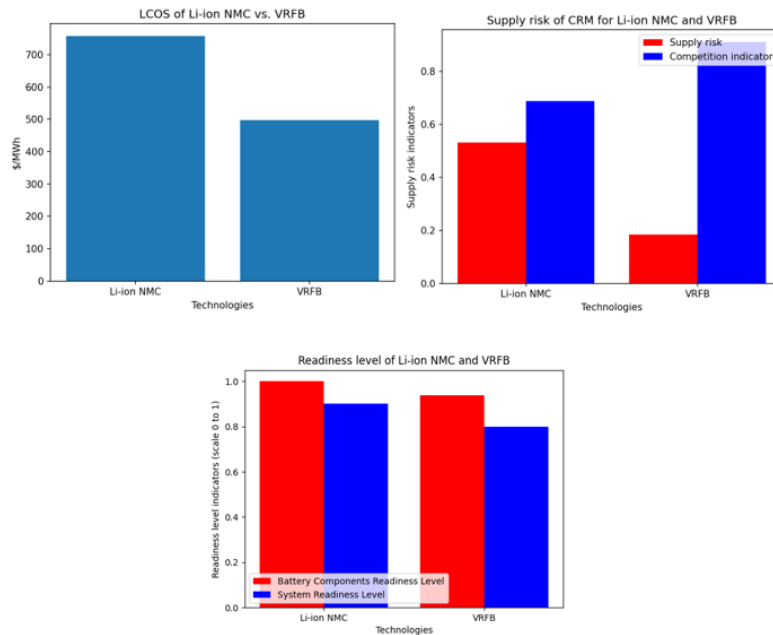 LCOS of Li-ion NMC vs. VRFB
$/MWh
700
600
500
400
300
200
100
0
Li-ion NMC
VRFB
Technologies
Supply risk of CRM for Li-ion NMC and VRFB
Supply risk
Competition indicator
Supply risk indicators
0.8
0.6
0.4
0.2
0.0
Li-ion NMC
VRFB
Technologies
Readiness level of Li-ion NMC and VRFB
Readiness level indicators (scale 0 to 1)
1.0
0.8
0.6
0.4
0.2
0.0
Battery Components Readiness Level
System Readiness Level
Li-ion NMC
VRFB
Technologies